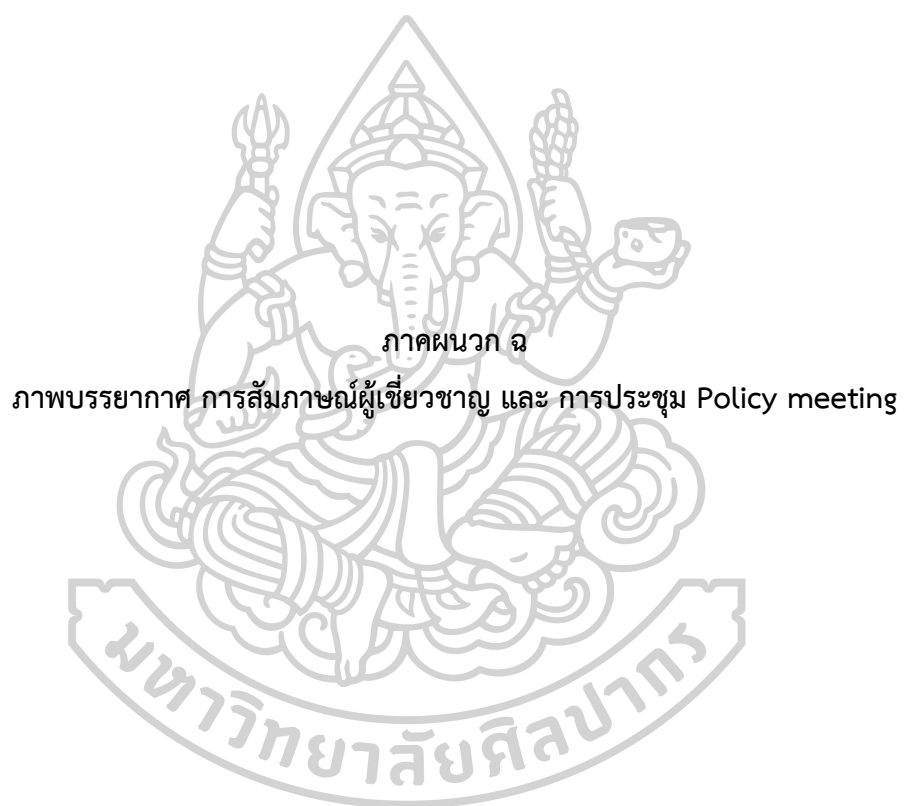 ภาคผนวก ฉ
ภาพบรรยากาศ การสัมภาษณ์ผู้เชี่ยวชาญ และ การประชุม Policy meeting
มหาวิทยาลัยศิลปากร